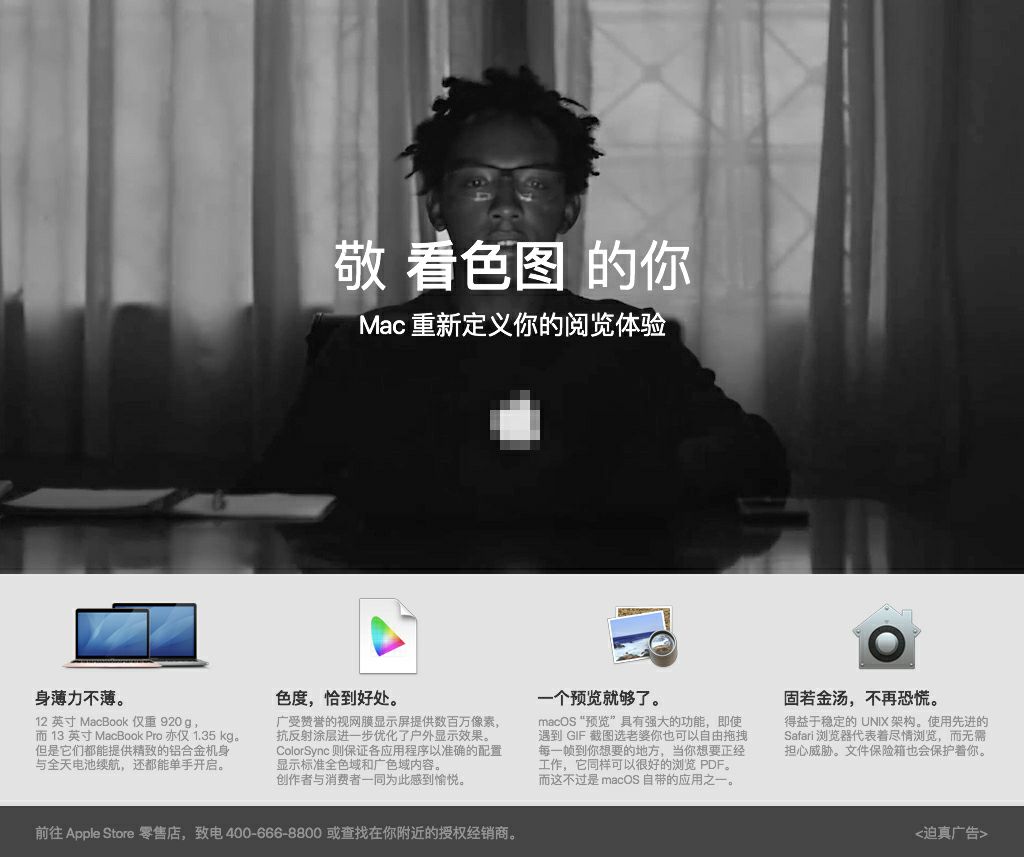 敬 看色图 的你
Mac 重新定义你的阅览体验
身薄力不薄。
12 英寸 MacBook 仅重 920 g，
而 13 英寸 MacBook Pro 亦仅 1.35 kg。
但是它们都能提供精致的铝合金机身
与全天电池续航，还都能单手开启。
色度，恰到好处。
广受赞誉的视网膜显示屏提供数百万像素，
抗反射涂层进一步优化了户外显示效果。
ColorSync 则保证各应用程序以准确的配置
显示标准全色域和广色域内容。
创作者与消费者一同为此感到愉悦。
一个预览就够了。
macOS “预览” 具有强大的功能，即使
遇到 GIF 截图选老婆你也可以自由拖拽
每一帧到你想要的地方，当你想要正经
工作，它同样可以很好的浏览 PDF。
而这不过是 macOS 自带的应用之一。
固若金汤，不再恐慌。
得益于稳定的 UNIX 架构。使用先进的
Safari 浏览器代表着尽情浏览，而无需
担心威胁。文件保险箱也会保护着你。
前往 Apple Store 零售店，致电 400-666-8800 或查找在你附近的授权经销商。
<迫真广告>